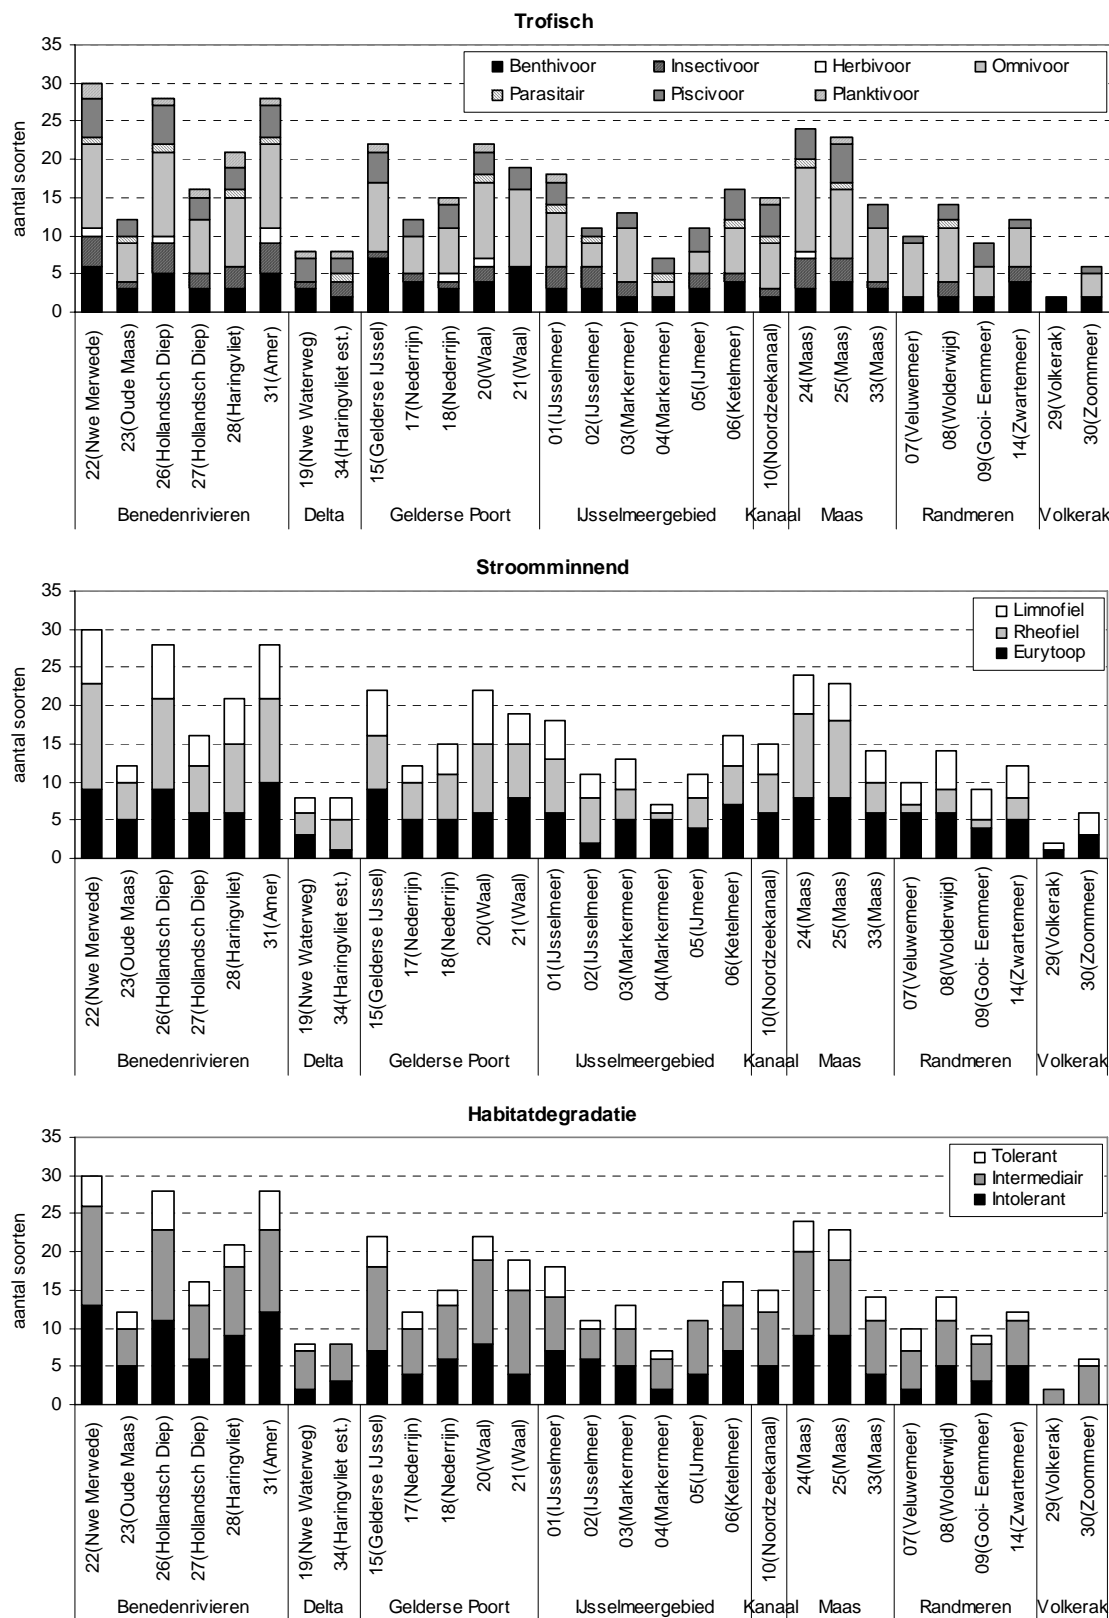 Trofisch
aantal soorten
35
30
25
20
15
10
5
0
Benthivoor Insectivoor Herbivoor Omnivoor
Parasitair Piscivoor Planktivoor
22(Nwe Merwede)
23(Oude Maas)
26(Hollandsch Diep)
27(Hollandsch Diep)
28(Haringvliet)
31(Amer)
19(Nwe Waterweg)
34(Haringvliet est.)
15(Gelderse IJssel)
17(Nederrijn)
18(Nederrijn)
20(Waal)
21(Waal)
01(IJsselmeer)
02(IJsselmeer)
03(Markermeer)
04(Markermeer)
05(IJmeer)
06(Ketelmeer)
10(Noordzeekanaal)
24(Maas)
25(Maas)
33(Maas)
07(Veluwemeer)
08(Wolderwijd)
09(Gooi- Eemmeer)
14(Zwartemeer)
29(Volkerak)
30(Zoommeer)
Benedenrivieren Delta Gelderse Poort IJsselmeergebied Kanaal Maas Randmeren Volkerak
Stroomminnend
aantal soorten
35
30
25
20
15
10
5
0
Limnofiel
Rheofiel
Eurytoop
22(Nwe Merwede)
23(Oude Maas)
26(Hollandsch Diep)
27(Hollandsch Diep)
28(Haringvliet)
31(Amer)
19(Nwe Waterweg)
34(Haringvliet est.)
15(Gelderse IJssel)
17(Nederrijn)
18(Nederrijn)
20(Waal)
21(Waal)
01(IJsselmeer)
02(IJsselmeer)
03(Markermeer)
04(Markermeer)
05(IJmeer)
06(Ketelmeer)
10(Noordzeekanaal)
24(Maas)
25(Maas)
33(Maas)
07(Veluwemeer)
08(Wolderwijd)
09(Gooi- Eemmeer)
14(Zwartemeer)
29(Volkerak)
30(Zoommeer)
Benedenrivieren Delta Gelderse Poort IJsselmeergebied Kanaal Maas Randmeren Volkerak
Habitatdegradatie
aantal soorten
35
30
25
20
15
10
5
0
Tolerant
Intermediair
Intolerant
22(Nwe Merwede)
23(Oude Maas)
26(Hollandsch Diep)
27(Hollandsch Diep)
28(Haringvliet)
31(Amer)
19(Nwe Waterweg)
34(Haringvliet est.)
15(Gelderse IJssel)
17(Nederrijn)
18(Nederrijn)
20(Waal)
21(Waal)
01(IJsselmeer)
02(IJsselmeer)
03(Markermeer)
04(Markermeer)
05(IJmeer)
06(Ketelmeer)
10(Noordzeekanaal)
24(Maas)
25(Maas)
33(Maas)
07(Veluwemeer)
08(Wolderwijd)
09(Gooi- Eemmeer)
14(Zwartemeer)
29(Volkerak)
30(Zoommeer)
Benedenrivieren Delta Gelderse Poort IJsselmeergebied Kanaal Maas Randmeren Volkerak